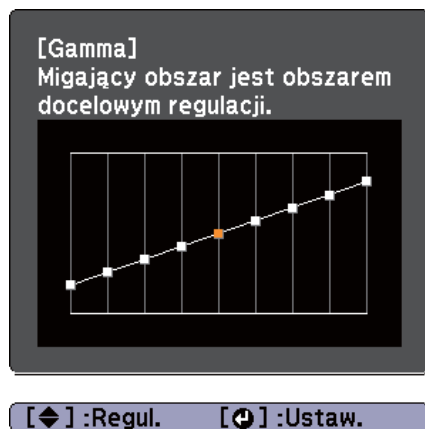 [Gamma]
Migający obszar jest obszarem
docelowym regulacji.
[◆] :Regul. [↵] :Ustaw.